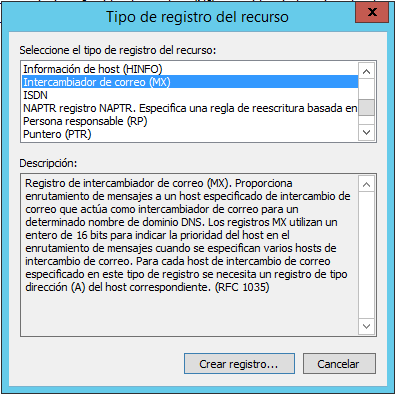 Tipo de registro del recurso
x
Seleccione el tipo de registro del recurso:
Información de host (HINFO)
Intercambiador de correo (MX)
ISDN
NAPTR registro NAPTR. Especifica una regla de reescritura basada en
Persona responsable (RP)
Puntero (PTR)
Descripción:
Registro de intercambiador de correo (MX). Proporciona
enrutamiento de mensajes a un host especificado de intercambio de
correo que actúa como intercambiador de correo para un
determinado nombre de dominio DNS. Los registros MX utilizan un
entero de 16 bits para indicar la prioridad del host en el
enrutamiento de mensajes cuando se especifican varios hosts de
intercambio de correo. Para cada host de intercambio de correo
especificado en este tipo de registro se necesita un registro de tipo
dirección (A) del host correspondiente. (RFC 1035)
Crear registro...
Cancelar